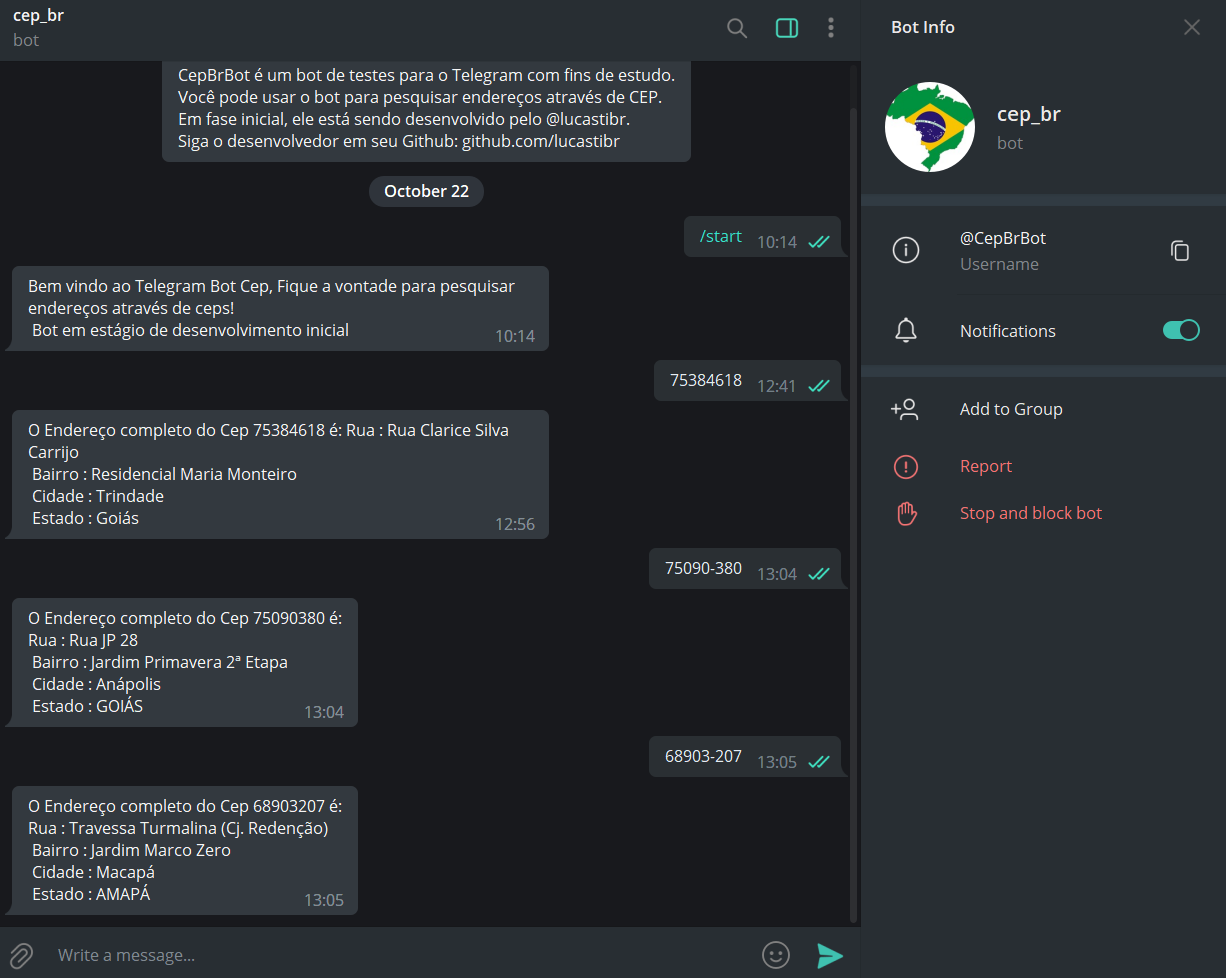 cep_br
bot
CepBrBot é um bot de testes para o Telegram com fins de estudo.
Você pode usar o bot para pesquisar endereços através de CEP.
Em fase inicial, ele está sendo desenvolvido pelo @lucastibr.
Siga o desenvolvedor em seu Github: github.com/lucastibr
October 22
/start 10:14
Bem vindo ao Telegram Bot Cep, Fique a vontade para pesquisar
endereços através de ceps!
Bot em estágio de desenvolvimento inicial
10:14
75384618 12:41
O Endereço completo do Cep 75384618 é: Rua : Rua Clarice Silva
Carrijo
Bairro : Residencial Maria Monteiro
Cidade : Trindade
Estado : Goiás
12:56
75090-380 13:04
O Endereço completo do Cep 75090380 é:
Rua : Rua JP 28
Bairro : Jardim Primavera 2ª Etapa
Cidade : Anápolis
Estado : GOIÁS
13:04
68903-207 13:05
O Endereço completo do Cep 68903207 é:
Rua : Travessa Turmalina (Cj. Redenção)
Bairro : Jardim Marco Zero
Cidade : Macapá
Estado : AMAPÁ
13:05
Write a message...
Bot Info
cep_br
bot
@CepBrBot
Username
Notifications
Add to Group
Report
Stop and block bot